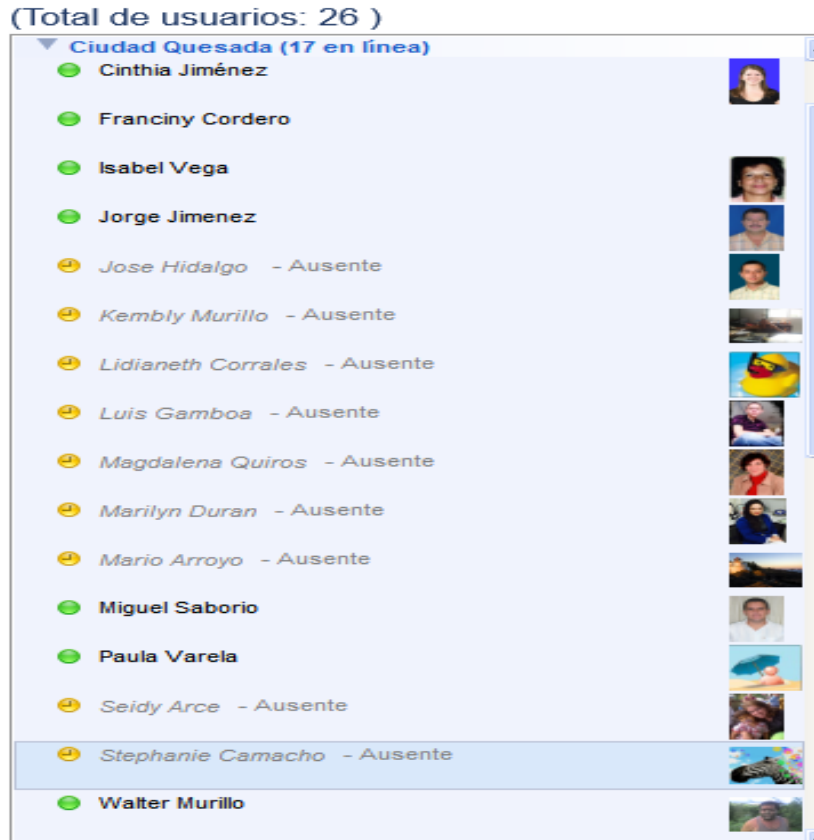 (Total de usuarios: 26 )
Ciudad Quesada (17 en línea)
Cinthia Jiménez
Franciny Cordero
Isabel Vega
Jorge Jimenez
Jose Hidalgo - Ausente
Kembly Murillo - Ausente
Lidianeth Corrales - Ausente
Luis Gamboa - Ausente
Magdalena Quiros - Ausente
Marilyn Duran - Ausente
Mario Arroyo - Ausente
Miguel Saborio
Paula Varela
Seidy Arce - Ausente
Stephanie Camacho - Ausente
Walter Murillo